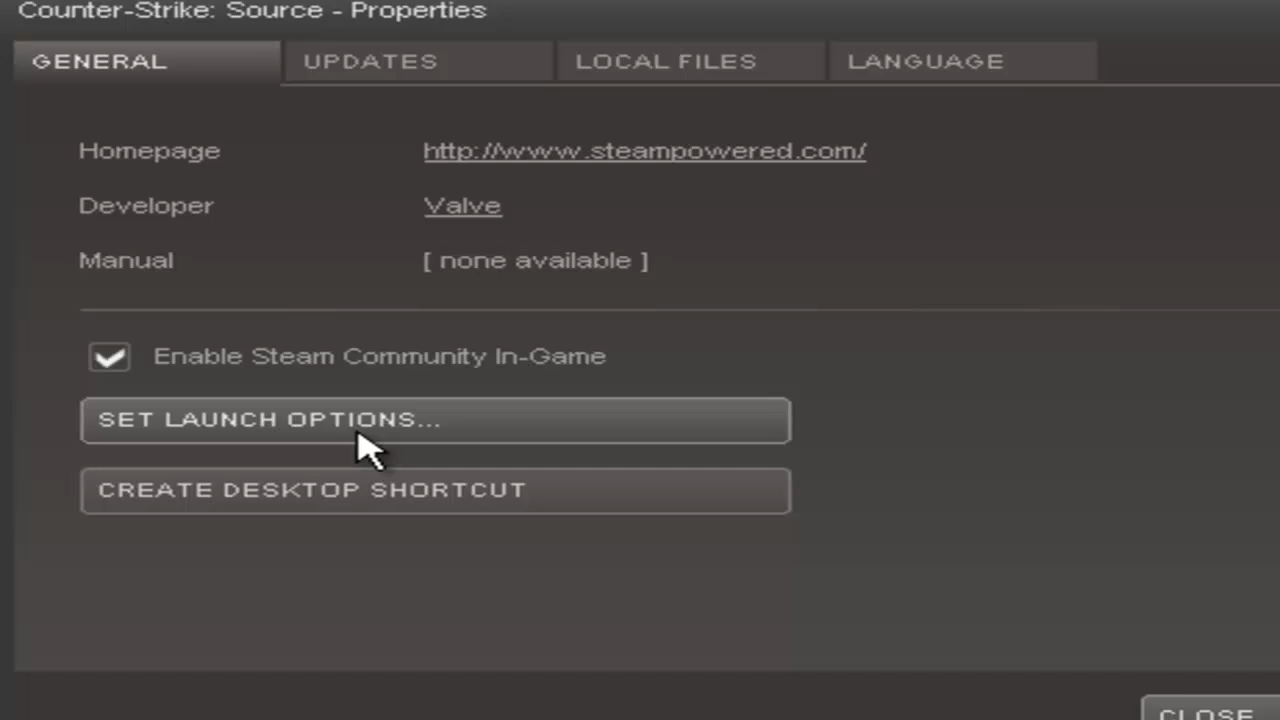 Counter-Strike: Source - Properties
GENERAL UPDATES LOCAL FILES LANGUAGE
Homepage http://www.steampowered.com/
Developer Valve
Manual [ none available ]
Enable Steam Community In-Game
SET LAUNCH OPTIONS...
CREATE DESKTOP SHORTCUT
CLOSE